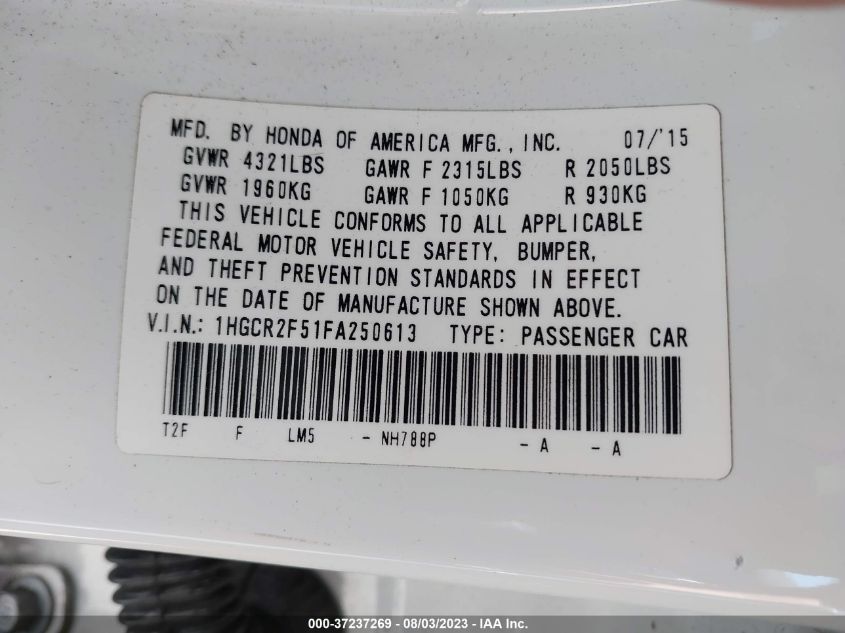 MFD. BY HONDA OF AMERICA MFG., INC. 07/'15
GVWR 4321LBS GAWR F 2315LBS R 2050LBS
GVWR 1960KG GAWR F 1050KG R 930KG
THIS VEHICLE CONFORMS TO ALL APPLICABLE
FEDERAL MOTOR VEHICLE SAFETY, BUMPER,
AND THEFT PREVENTION STANDARDS IN EFFECT
ON THE DATE OF MANUFACTURE SHOWN ABOVE.
V.I.N.: 1HGCR2F51FA250613 TYPE: PASSENGER CAR
T2F F LM5 - NH788P - A - A
000-37237269 - 08/03/2023 - IAA Inc.